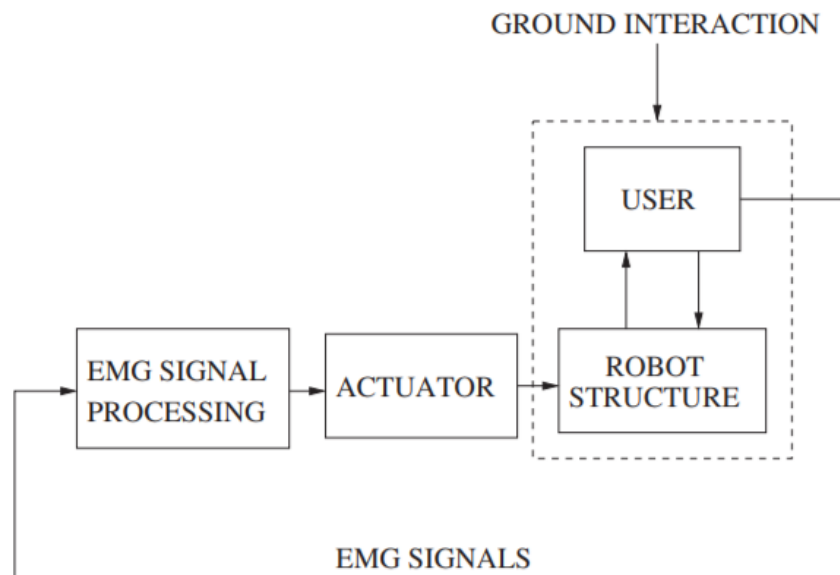 GROUND INTERACTION
USER
EMG SIGNAL
PROCESSING
ACTUATOR
ROBOT
STRUCTURE
EMG SIGNALS